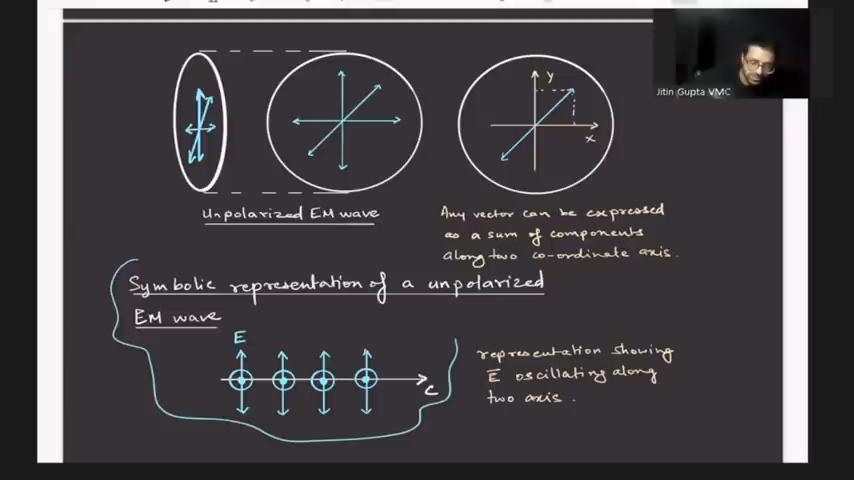 Jitin Gupta VMC
y
x
Unpolarized EM wave
Any vector can be expressed
as a sum of components
along two co-ordinate axis.
Symbolic representation of a unpolarized
EM wave
E
C
representation showing
E̅ oscillating along
two axis.